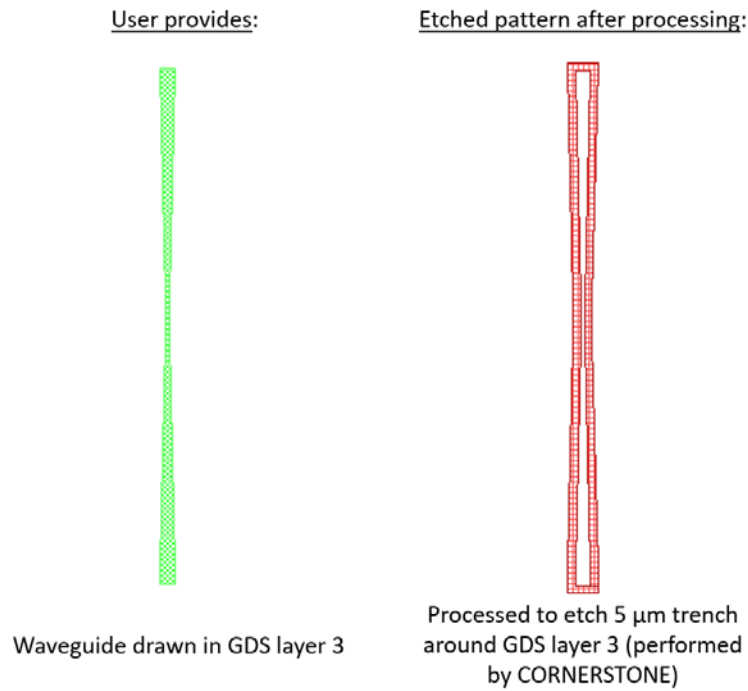 User provides:
Etched pattern after processing:
Waveguide drawn in GDS layer 3
Processed to etch 5 μm trench
around GDS layer 3 (performed
by CORNERSTONE)